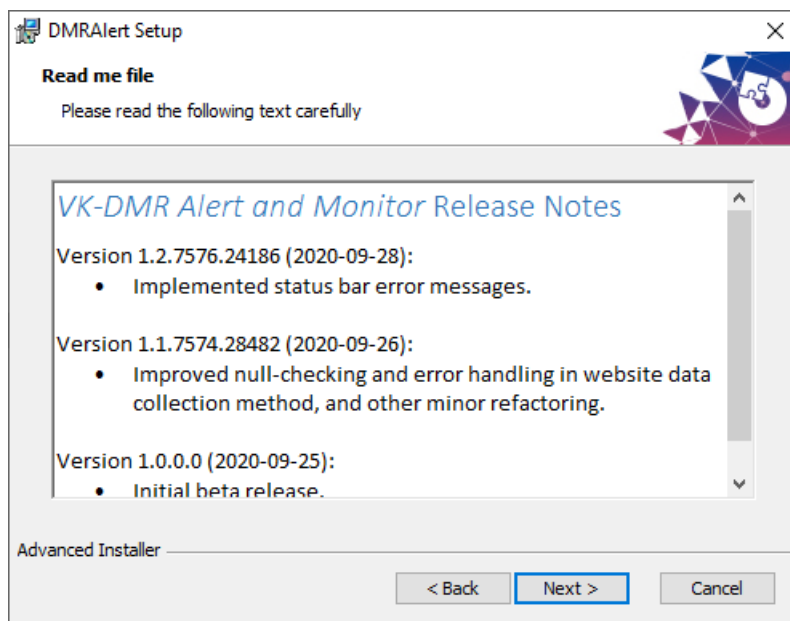 DMRAlert Setup
Read me file
Please read the following text carefully
VK-DMR Alert and Monitor Release Notes
Version 1.2.7576.24186 (2020-09-28):
• Implemented status bar error messages.
Version 1.1.7574.28482 (2020-09-26):
• Improved null-checking and error handling in website data
collection method, and other minor refactoring.
Version 1.0.0.0 (2020-09-25):
• Initial beta release.
Advanced Installer
< Back
Next >
Cancel